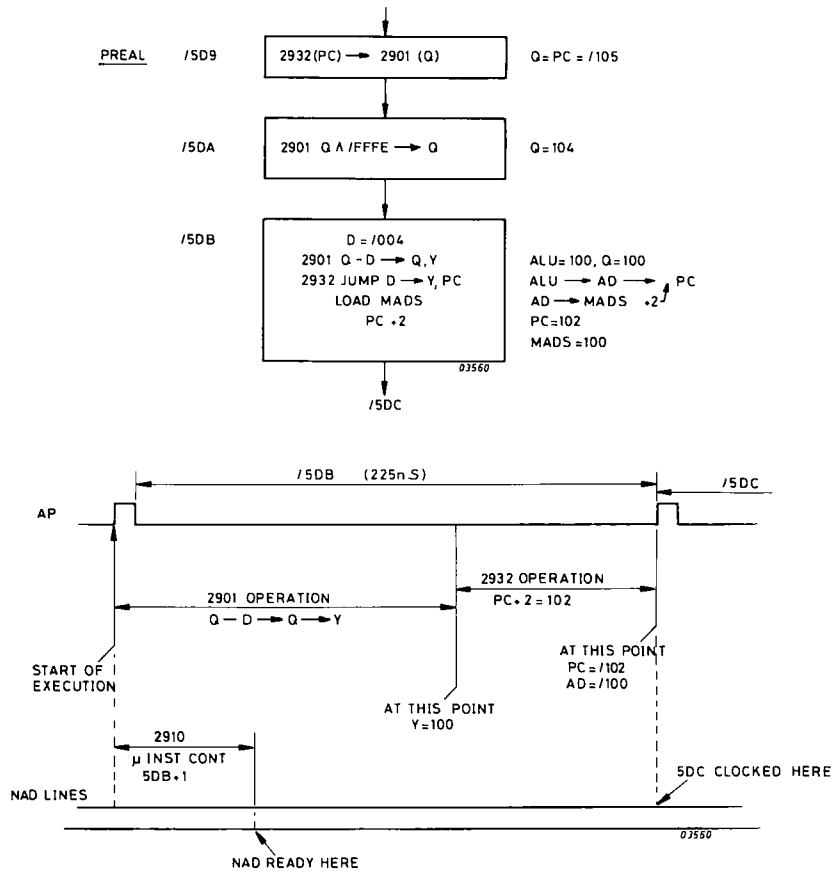 PREAL /5D9 2932(PC) → 2901 (Q) Q=PC=/105
/5DA 2901 Q Λ /FFFE → Q Q=104
/5DB D=/004
2901 Q-D → Q,Y ALU=100, Q=100
2932 JUMP D → Y, PC ALU → AD → PC
LOAD MADS AD → MADS +2
PC+2 PC=102
MADS=100
03560
/5DC
/5DB (225nS) /5DC
AP
2901 OPERATION
Q-D → Q → Y
2932 OPERATION
PC+2=102
START OF
EXECUTION
AT THIS POINT
Y=100
AT THIS POINT
PC=/102
AD=/100
2910
μ INST CONT
5DB+1
NAD LINES
5DC CLOCKED HERE
03560
NAD READY HERE